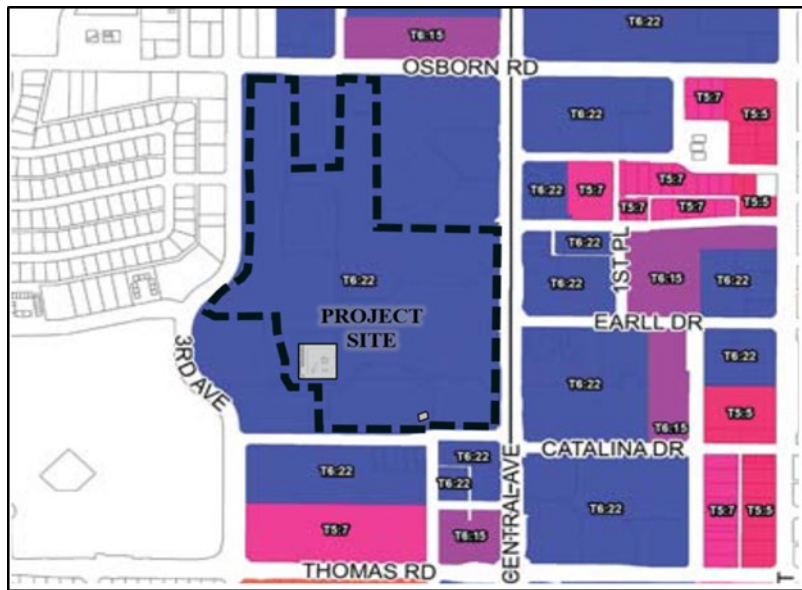 T6:15
T6:22
OSBORN RD
T5:7
T5:5
T6:22
T6:22
T5:7
T5:7
T5:7
T5:7
T5:5
T6:22
1ST PL
T6:22
T6:15
T6:22
T6:22
PROJECT
SITE
EARLL DR
3RD AVE
T6:22
T6:22
T5:5
T6:15
CATALINA DR
T6:22
T6:22
T6:22
CENTRAL AVE
T6:22
T5:7
T5:5
T5:7
T6:15
THOMAS RD
T